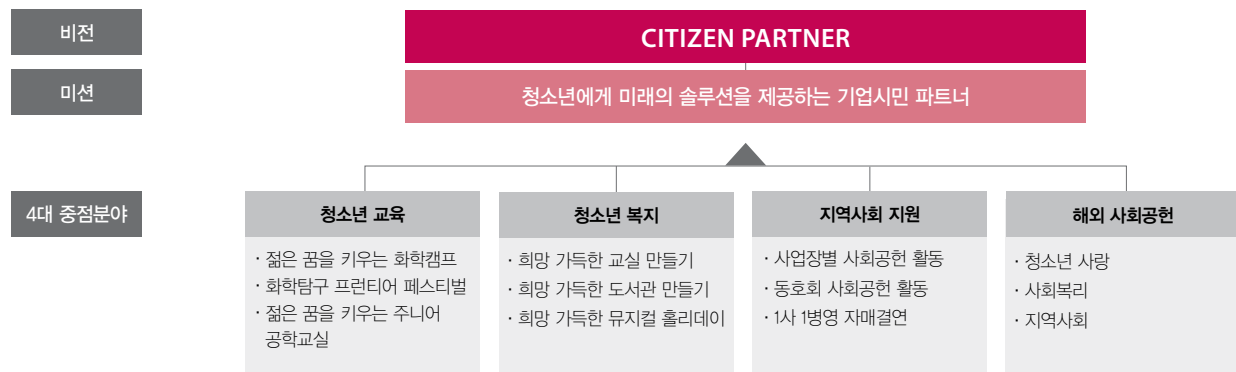 비전
CITIZEN PARTNER
미션
청소년에게 미래의 솔루션을 제공하는 기업시민 파트너
4대 중점분야
청소년 교육
· 젊은 꿈을 키우는 화학캠프
· 화학탐구 프런티어 페스티벌
· 젊은 꿈을 키우는 주니어
공학교실
청소년 복지
· 희망 가득한 교실 만들기
· 희망 가득한 도서관 만들기
· 희망 가득한 뮤지컬 홀리데이
지역사회 지원
· 사업장별 사회공헌 활동
· 동호회 사회공헌 활동
· 1사 1병영 자매결연
해외 사회공헌
· 청소년 사랑
· 사회복리
· 지역사회